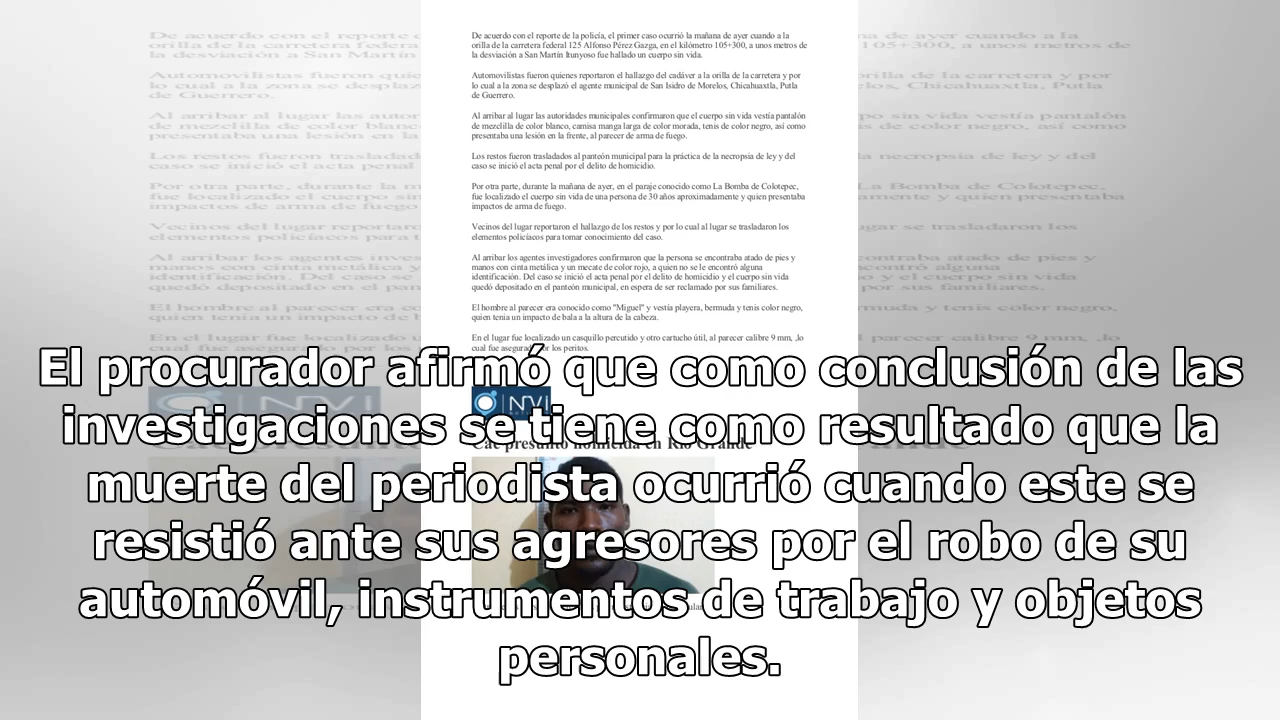 De acuerdo con el reporte de la policía, el primer caso ocurrió la mañana de ayer cuando a la
orilla de la carretera federal 125 Alfonso Pérez Gazga, en el kilómetro 105+300, a unos metros de
la desviación a San Martín Itunyoso fue hallado un cuerpo sin vida.
Automovilistas fueron quienes reportaron el hallazgo del cadáver a la orilla de la carretera y por
lo cual a la zona se desplazó el agente municipal de San Isidro de Morelos, Chicahuaxtla, Putla
de Guerrero.
Al arribar al lugar las autoridades municipales confirmaron que el cuerpo sin vida vestía pantalón
de mezclilla de color blanco, camisa manga larga de color morada, tenis de color negro, así como
presentaba una lesión en la frente, al parecer de arma de fuego.
Los restos fueron trasladados al panteón municipal para la práctica de la necropsia de ley y del
caso se inició el acta penal por el delito de homicidio.
Por otra parte, durante la mañana de ayer, en el paraje conocido como La Bomba de Colotepec,
fue localizado el cuerpo sin vida de una persona de 30 años aproximadamente y quien presentaba
impactos de arma de fuego.
Vecinos del lugar reportaron el hallazgo de los restos y por lo cual al lugar se trasladaron los
elementos policíacos para tomar conocimiento del caso.
Al arribar los agentes investigadores confirmaron que la persona se encontraba atado de pies y
manos con cinta metálica y un mecate de color rojo, a quien no se le encontró alguna
identificación. Del caso se inició el acta penal por el delito de homicidio y el cuerpo sin vida
quedó depositado en el panteón municipal, en espera de ser reclamado por sus familiares.
El hombre al parecer era conocido como "Miguel" y vestía playera, bermuda y tenis color negro,
quien tenia un impacto de bala a la altura de la cabeza.
En el lugar fue localizado un casquillo percutido y otro cartucho útil, al parecer calibre 9 mm, ,lo
cual fue asegurado por los peritos.
NVI
Cae presunto homicida en Río Grande
El procurador afirmó que como conclusión de las
investigaciones se tiene como resultado que la
muerte del periodista ocurrió cuando este se
resistió ante sus agresores por el robo de su
automóvil, instrumentos de trabajo y objetos
personales.